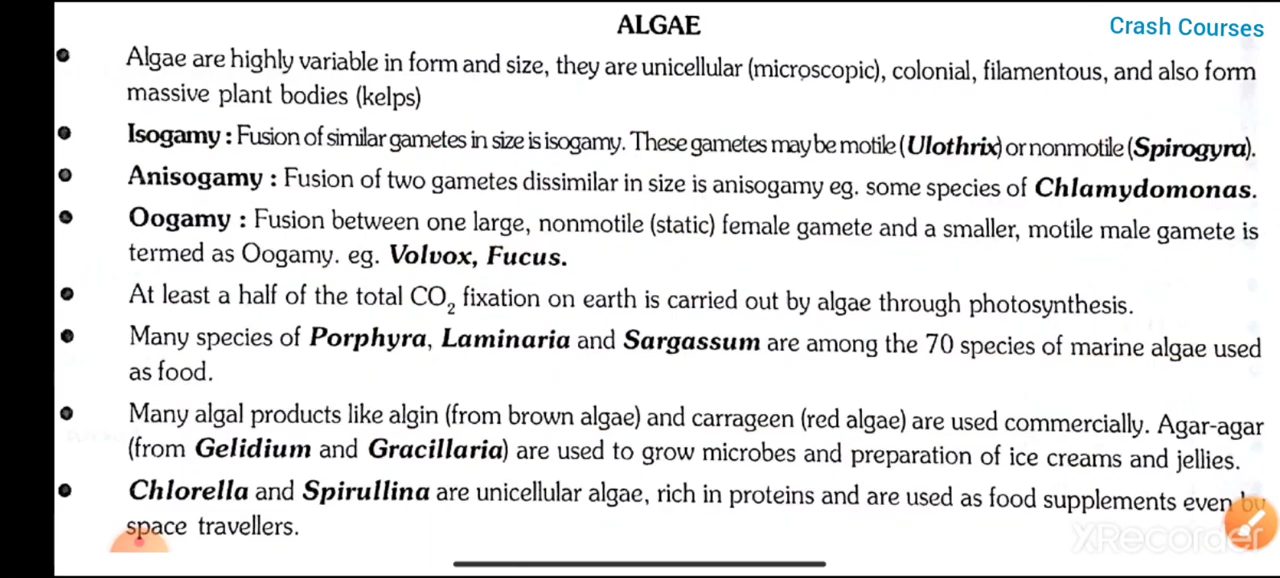 ALGAE
Crash Courses
Algae are highly variable in form and size, they are unicellular (microscopic), colonial, filamentous, and also form
massive plant bodies (kelps)
Isogamy : Fusion of similar gametes in size is isogamy. These gametes may be motile (Ulothrix) or nonmotile (Spirogyra).
Anisogamy : Fusion of two gametes dissimilar in size is anisogamy eg. some species of Chlamydomonas.
Oogamy : Fusion between one large, nonmotile (static) female gamete and a smaller, motile male gamete is
termed as Oogamy. eg. Volvox, Fucus.
At least a half of the total CO₂ fixation on earth is carried out by algae through photosynthesis.
Many species of Porphyra, Laminaria and Sargassum are among the 70 species of marine algae used
as food.
Many algal products like algin (from brown algae) and carrageen (red algae) are used commercially. Agar-agar
(from Gelidium and Gracillaria) are used to grow microbes and preparation of ice creams and jellies.
Chlorella and Spirullina are unicellular algae, rich in proteins and are used as food supplements even by
space travellers.
XRecorder